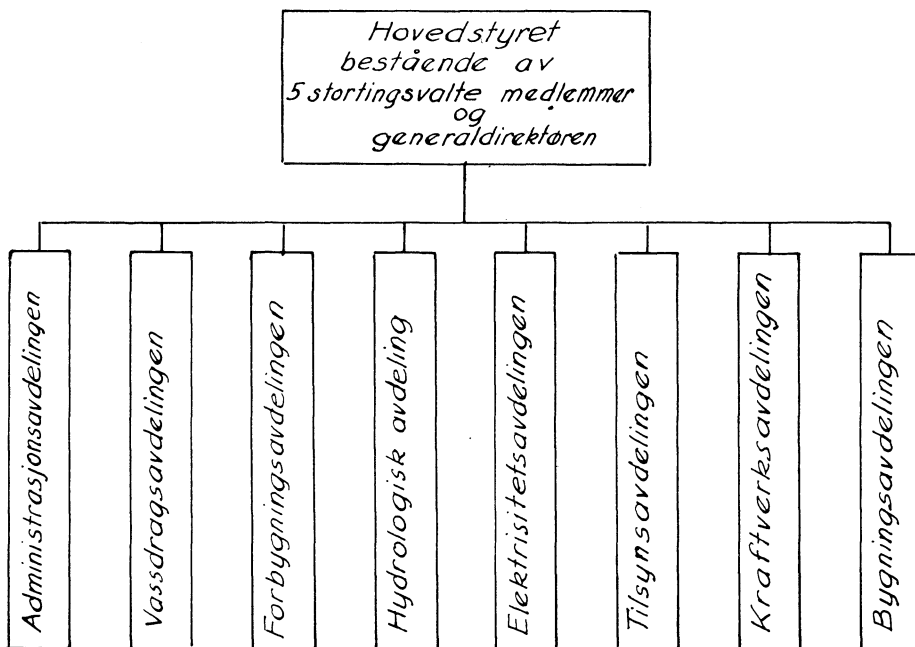 Hovedstyret
bestående av
5 stortingsvalte medlemmer
og
generaldirektøren
Administrasjonsavdelingen
Vassdragsavdelingen
Forbygningsavdelingen
Hydrologisk avdeling
Elektrisitetsavdelingen
Tilsynsavdelingen
Kraftverksavdelingen
Bygningsavdelingen